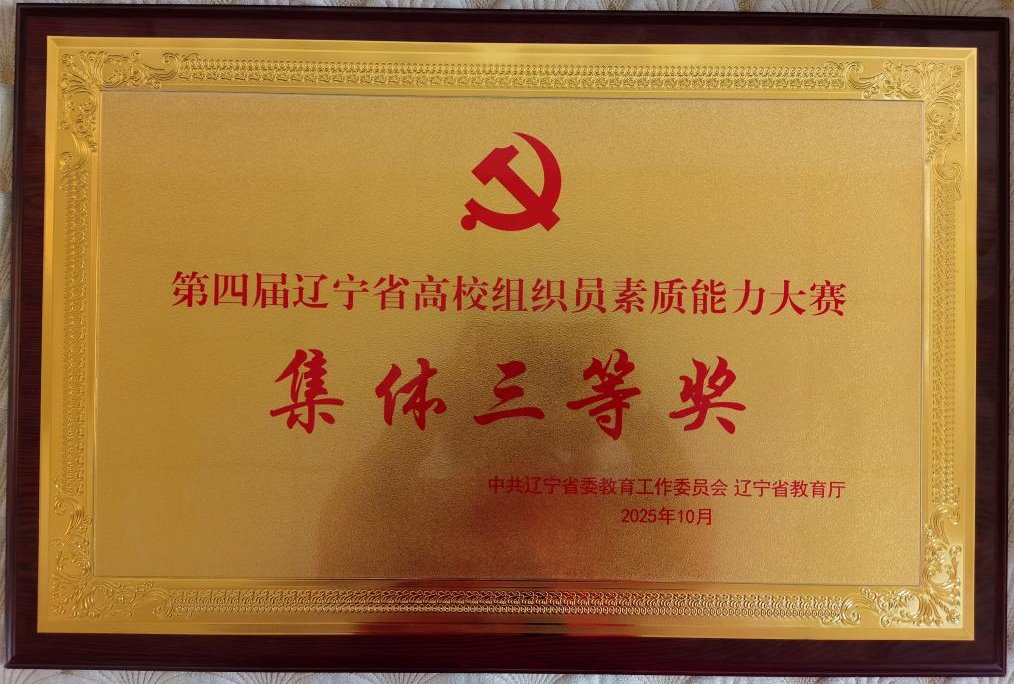 第四届辽宁省高校组织员素质能力大赛
集体三等奖
中共辽宁省委教育工作委员会 辽宁省教育厅
2025年10月